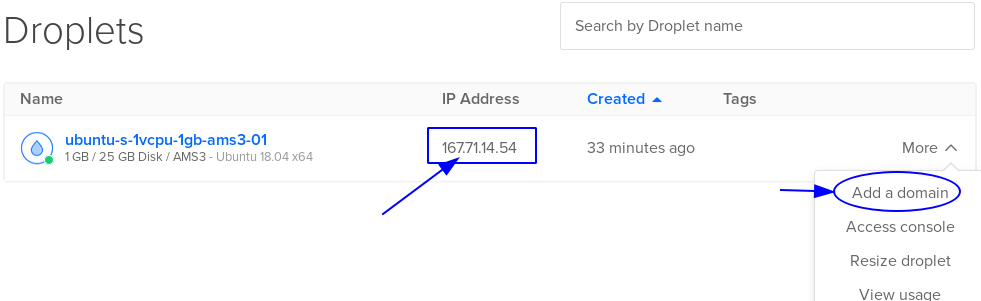 Droplets
Search by Droplet name
Name IP Address Created Tags
ubuntu-s-1vcpu-1gb-ams3-01
1 GB / 25 GB Disk / AMS3 - Ubuntu 18.04 x64
167.71.14.54
33 minutes ago
More
Add a domain
Access console
Resize droplet
View usage